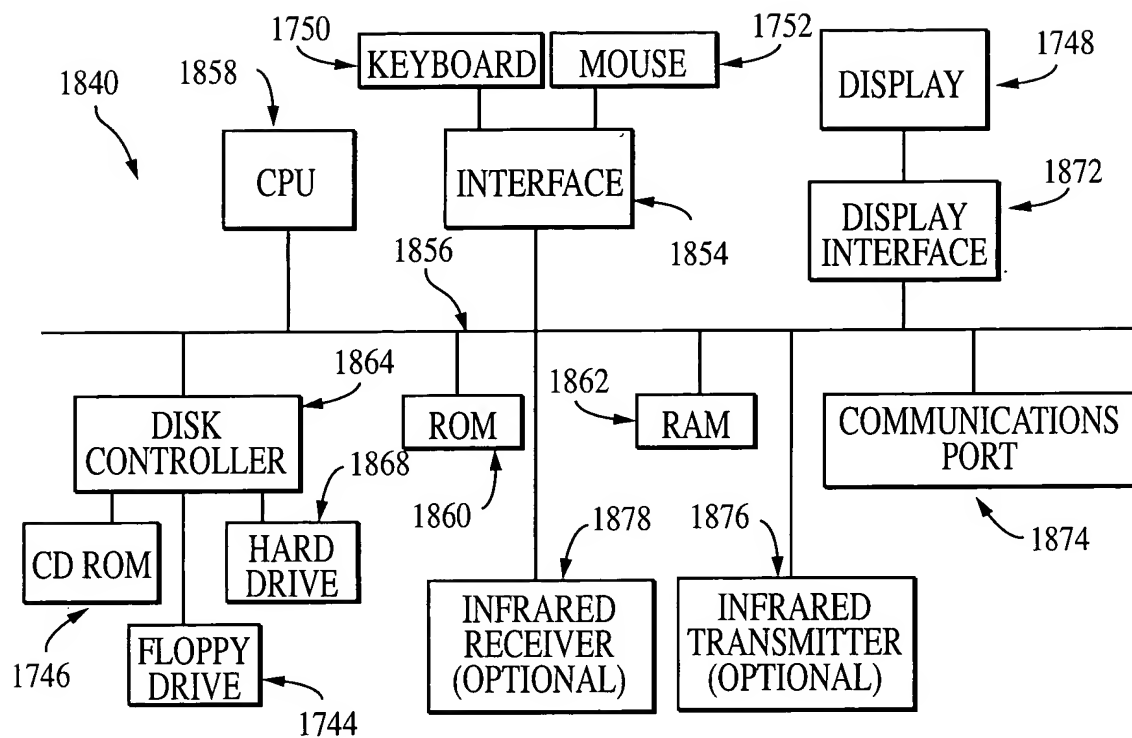 1750
KEYBOARD
MOUSE
1752
1748
1858
1840
DISPLAY
CPU
INTERFACE
1872
DISPLAY
INTERFACE
1856
1854
1864
1862
DISK
CONTROLLER
ROM
RAM
COMMUNICATIONS
PORT
1868
1860
1878
1876
1874
CD ROM
HARD
DRIVE
INFRARED
RECEIVER
(OPTIONAL)
INFRARED
TRANSMITTER
(OPTIONAL)
1746
FLOPPY
DRIVE
1744